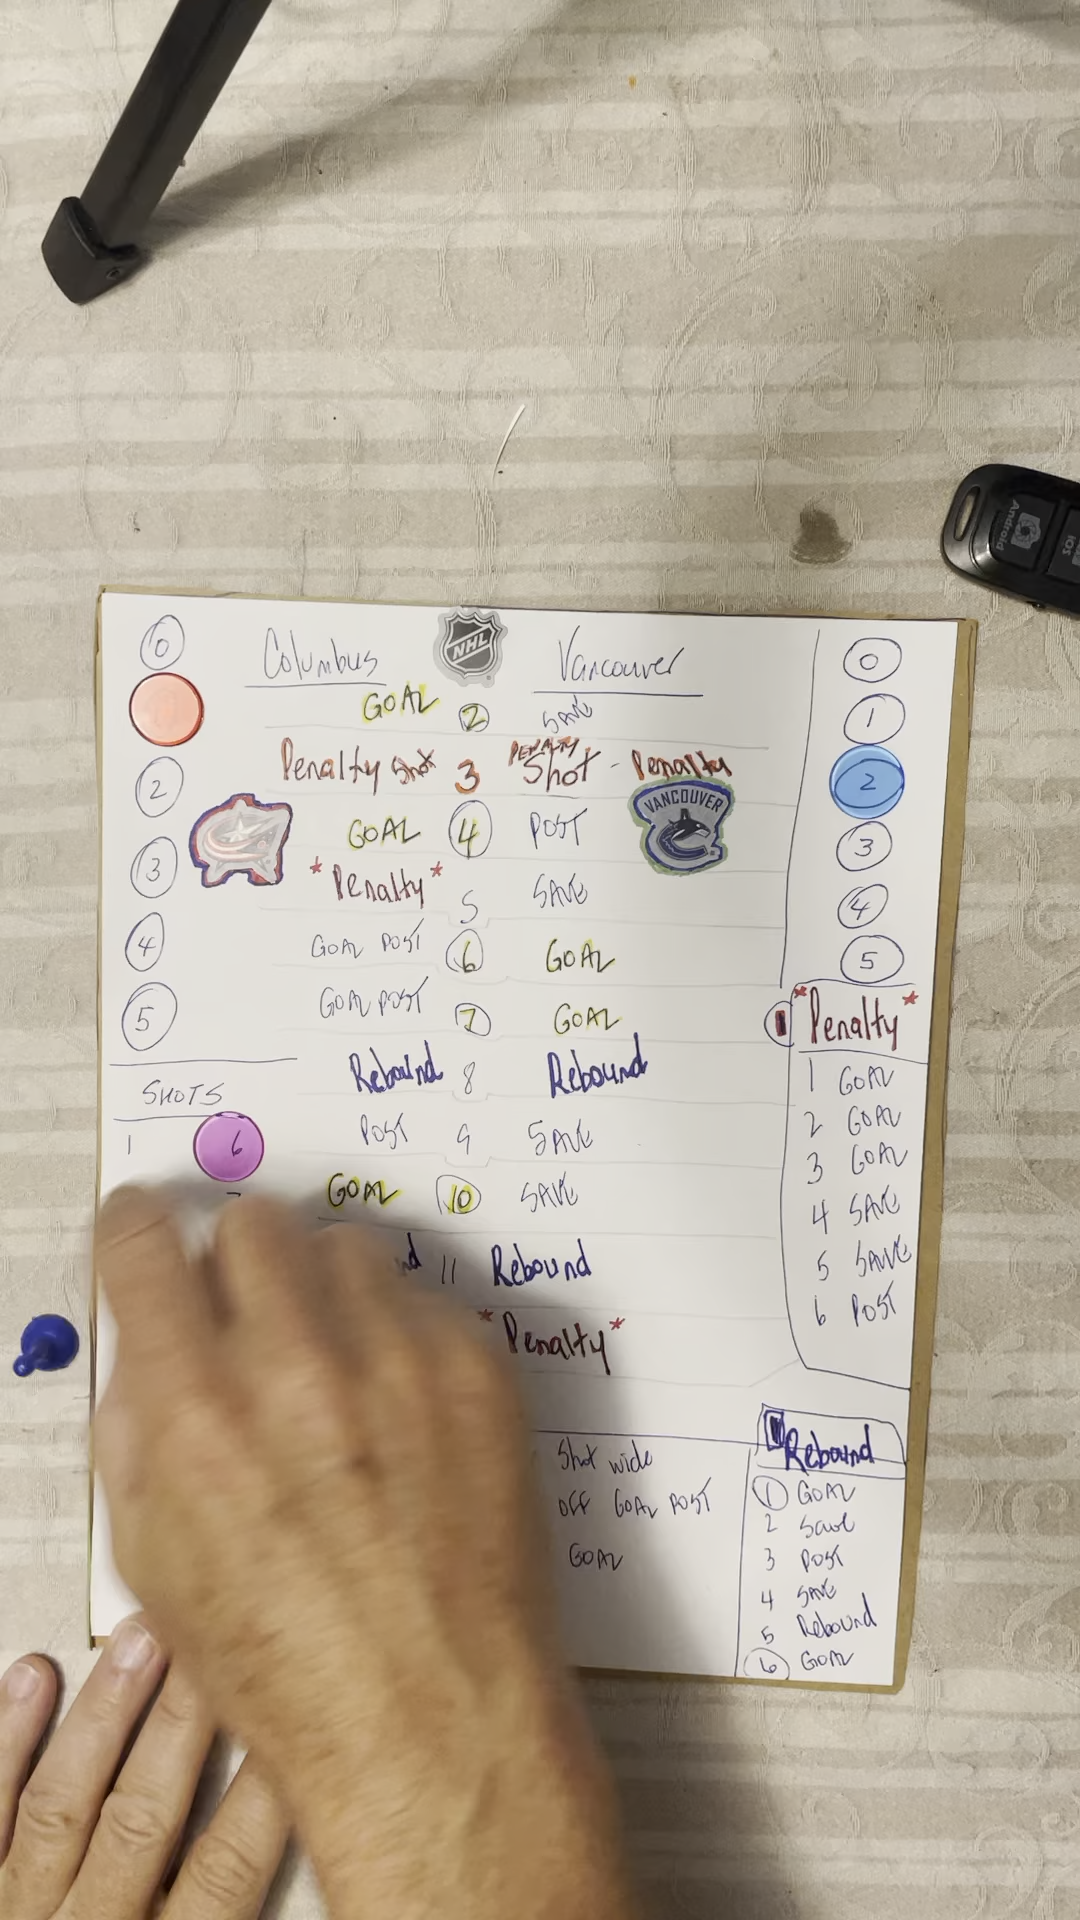 Android
iOS
0
Columbus
NHL
Vancouver
0
GOAL 2 SAVE
1
Penalty Shot 3 PENALTY Shot - Penalty
2
2
VANCOUVER
GOAL 4 POST
3
3
*Penalty* 5 SAVE
4
4
GOAL POST 6 GOAL
5
5
GOAL POST 7 GOAL
*Penalty*
Rebound 8 Rebound
1 GOAL
SHOTS
2 GOAL
1 6
POST 9 SAVE
3 GOAL
7
GOAL 10 SAVE
4 SAVE
11 Rebound
5 SAVE
6 POST
*Penalty*
Shot wide
OFF GOAL POST
GOAL
Rebound
1 GOAL
2 Save
3 POST
4 SAVE
5 Rebound
6 GOAL